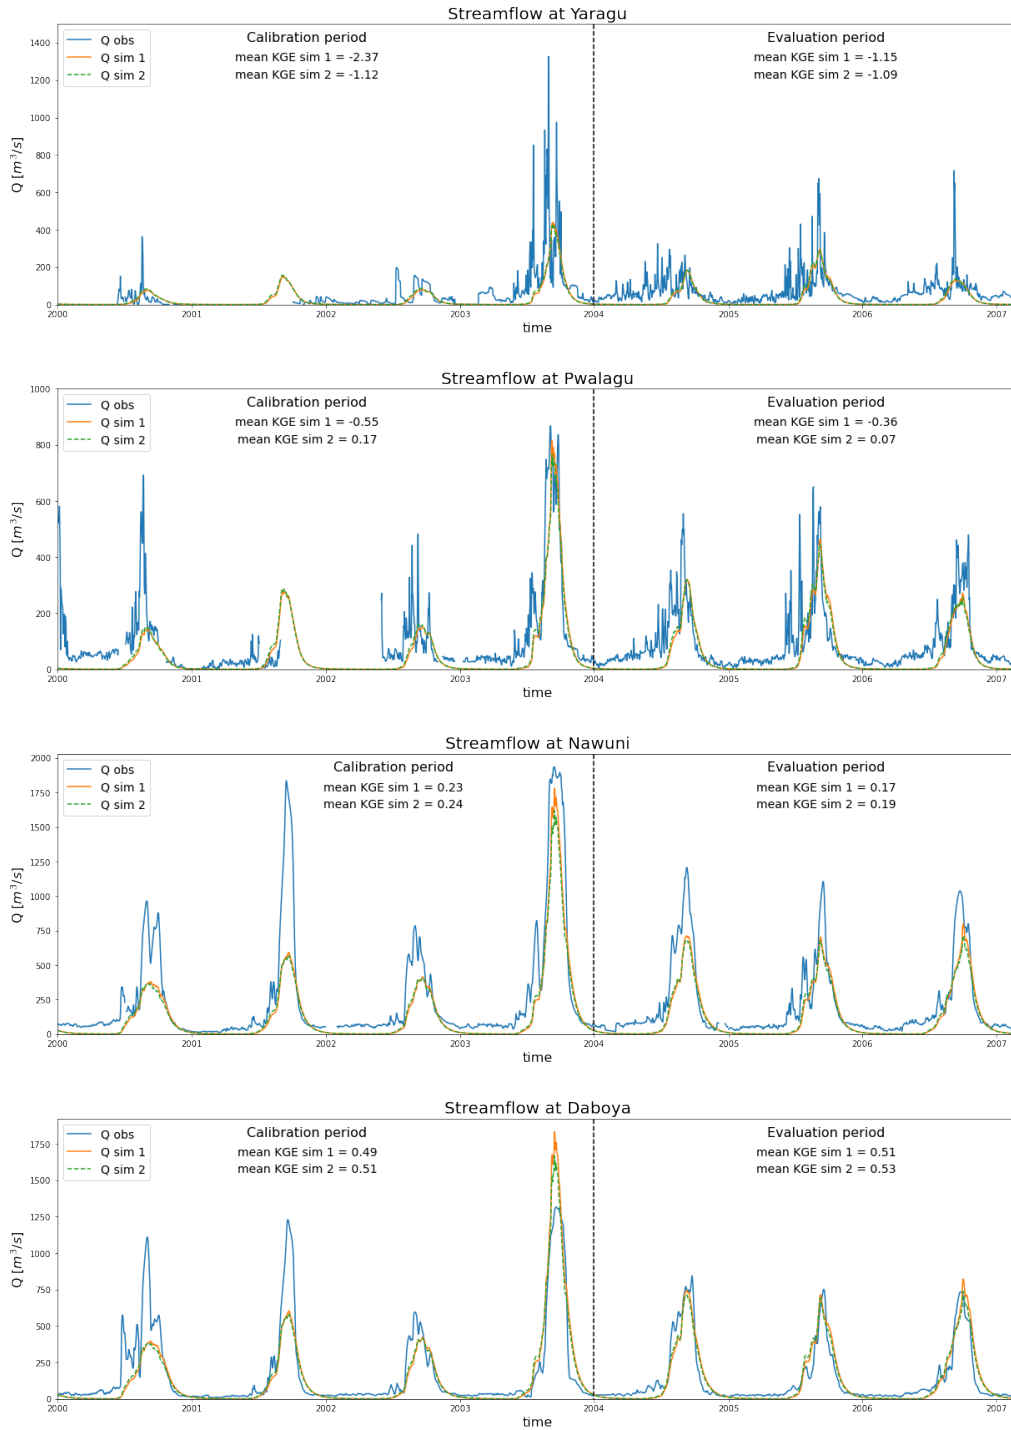 Streamflow at Yaragu
Q obs
Q sim 1
Q sim 2
Calibration period
mean KGE sim 1 = -2.37
mean KGE sim 2 = -1.12
Evaluation period
mean KGE sim 1 = -1.15
mean KGE sim 2 = -1.09
Q [m³/s]
1400
1200
1000
800
600
400
200
0
2000 2001 2002 2003 2004 2005 2006 2007
time
Streamflow at Pwalagu
Q obs
Q sim 1
Q sim 2
Calibration period
mean KGE sim 1 = -0.55
mean KGE sim 2 = 0.17
Evaluation period
mean KGE sim 1 = -0.36
mean KGE sim 2 = 0.07
Q [m³/s]
1000
800
600
400
200
0
2000 2001 2002 2003 2004 2005 2006 2007
time
Streamflow at Nawuni
Q obs
Q sim 1
Q sim 2
Calibration period
mean KGE sim 1 = 0.23
mean KGE sim 2 = 0.24
Evaluation period
mean KGE sim 1 = 0.17
mean KGE sim 2 = 0.19
Q [m³/s]
2000
1750
1500
1250
1000
750
500
250
0
2000 2001 2002 2003 2004 2005 2006 2007
time
Streamflow at Daboya
Q obs
Q sim 1
Q sim 2
Calibration period
mean KGE sim 1 = 0.49
mean KGE sim 2 = 0.51
Evaluation period
mean KGE sim 1 = 0.51
mean KGE sim 2 = 0.53
Q [m³/s]
1750
1500
1250
1000
750
500
250
0
2000 2001 2002 2003 2004 2005 2006 2007
time